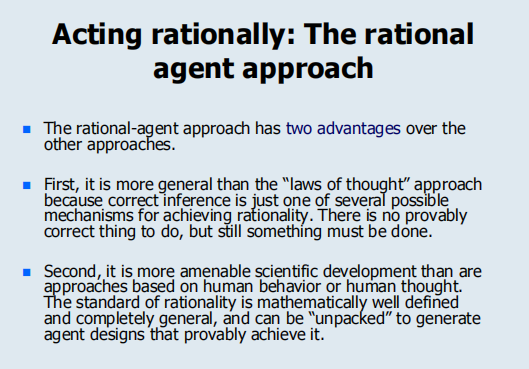 Acting rationally: The rational
agent approach
The rational-agent approach has two advantages over the
other approaches.
First, it is more general than the “laws of thought” approach
because correct inference is just one of several possible
mechanisms for achieving rationality. There is no provably
correct thing to do, but still something must be done.
Second, it is more amenable scientific development than are
approaches based on human behavior or human thought.
The standard of rationality is mathematically well defined
and completely general, and can be “unpacked” to generate
agent designs that provably achieve it.